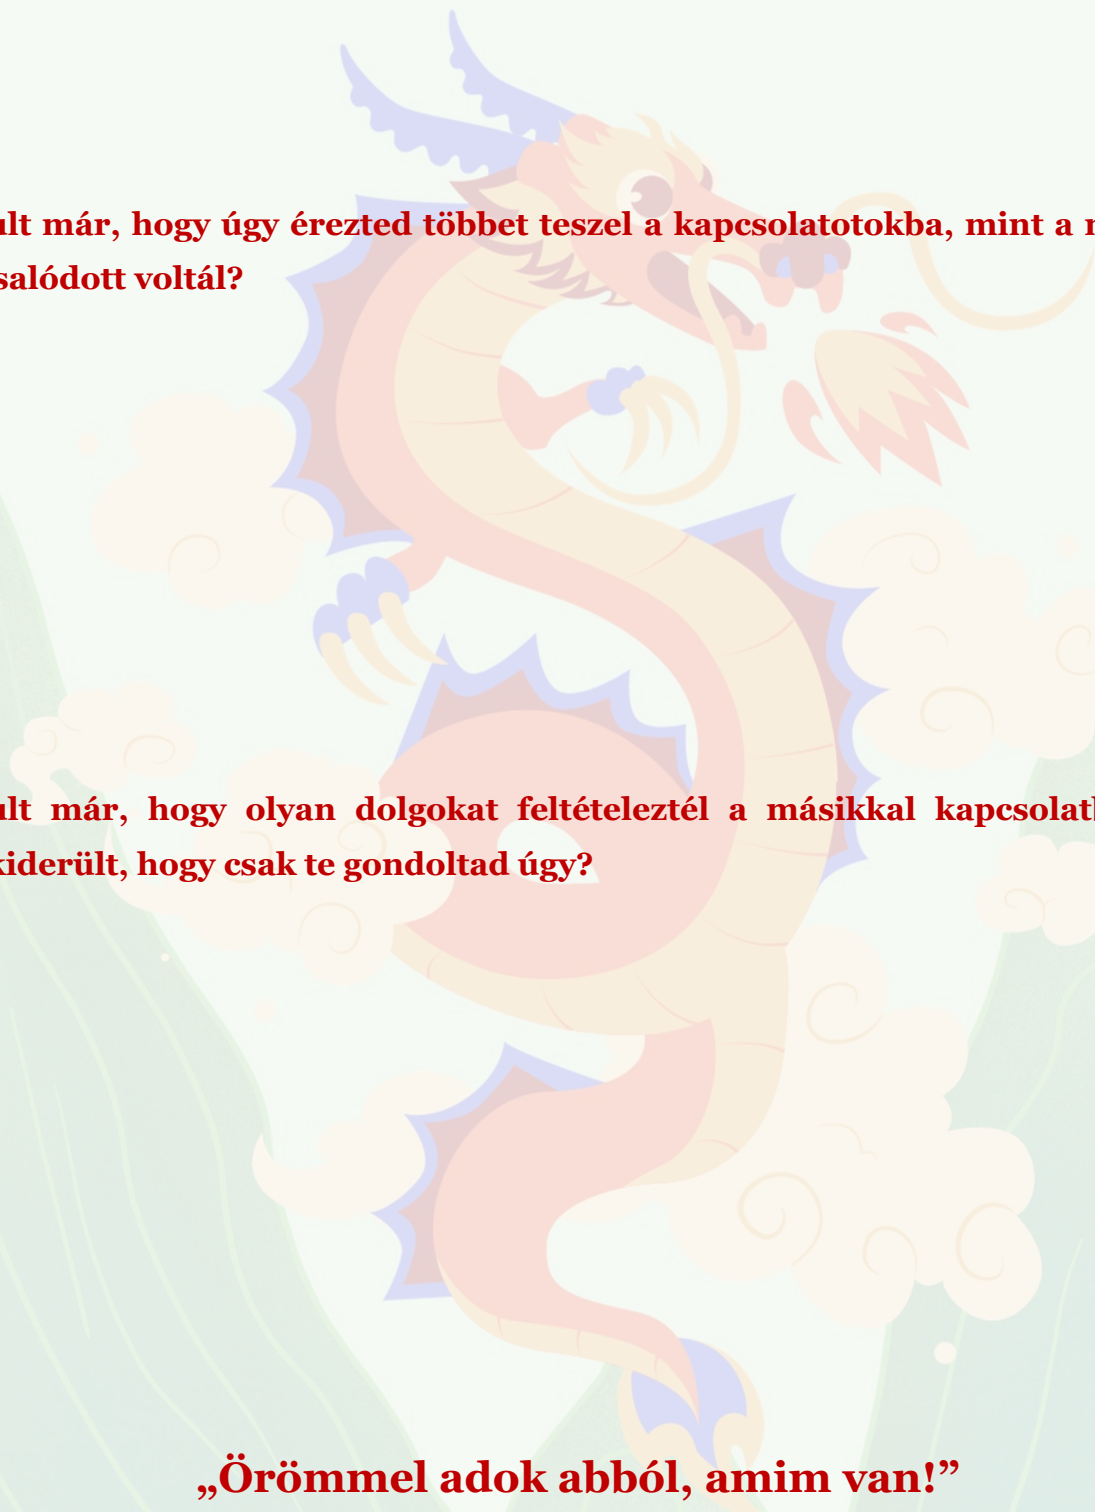 ult már, hogy úgy érezted többet teszel a kapcsolatotokba, mint a
salódott voltál?
ult már, hogy olyan dolgokat feltételeztél a másikkal kapcsolat
kiderült, hogy csak te gondoltad úgy?
„Örömmel adok abból, amim van!”